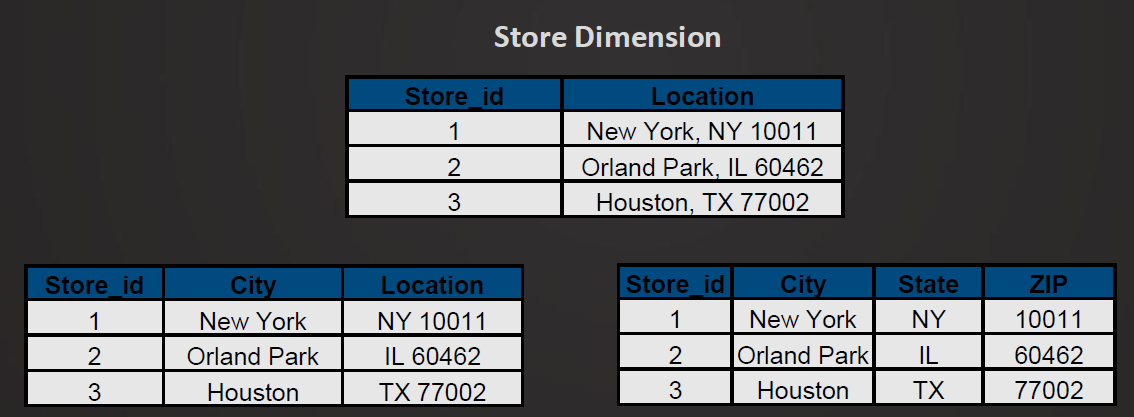 Store Dimension
Store_id Location
1 New York, NY 10011
2 Orland Park, IL 60462
3 Houston, TX 77002
Store_id City Location
1 New York NY 10011
2 Orland Park IL 60462
3 Houston TX 77002
Store_id City State ZIP
1 New York NY 10011
2 Orland Park IL 60462
3 Houston TX 77002